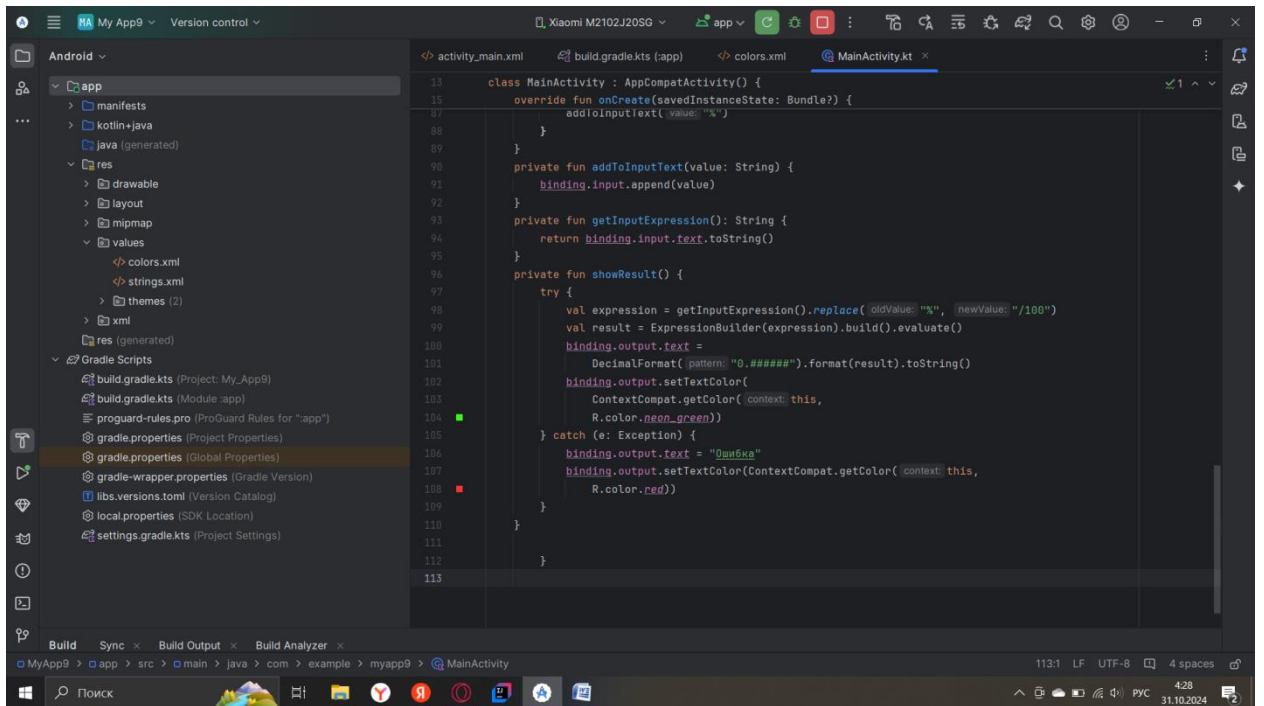 MA My App9 Version control Xiaomi M2102J20SG app
Android
activity_main.xml build.gradle.kts (:app) colors.xml MainActivity.kt
app
manifests
kotlin+java
java (generated)
res
drawable
layout
mipmap
values
colors.xml
strings.xml
themes (2)
xml
res (generated)
Gradle Scripts
build.gradle.kts (Project: My_App9)
build.gradle.kts (Module :app)
proguard-rules.pro (ProGuard Rules for ":app")
gradle.properties (Project Properties)
gradle.properties (Global Properties)
gradle-wrapper.properties (Gradle Version)
libs.versions.toml (Version Catalog)
local.properties (SDK Location)
settings.gradle.kts (Project Settings)
13 class MainActivity : AppCompatActivity() { 1
15 override fun onCreate(savedInstanceState: Bundle?) {
87 addToInputText( value: "%")
88 }
89 }
90 private fun addToInputText(value: String) {
91 binding.input.append(value)
92 }
93 private fun getInputExpression(): String {
94 return binding.input.text.toString()
95 }
96 private fun showResult() {
97 try {
98 val expression = getInputExpression().replace( oldValue: "%", newValue: "/100")
99 val result = ExpressionBuilder(expression).build().evaluate()
100 binding.output.text =
101 DecimalFormat( pattern: "0.######").format(result).toString()
102 binding.output.setTextColor(
103 ContextCompat.getColor( context: this,
104 R.color.neon_green))
105 } catch (e: Exception) {
106 binding.output.text = "Ошибка"
107 binding.output.setTextColor(ContextCompat.getColor( context: this,
108 R.color.red))
109 }
110 }
111
112 }
113
Build Sync Build Output Build Analyzer
MyApp9 > app > src > main > java > com > example > myapp9 > MainActivity 113:1 LF UTF-8 4 spaces
Поиск РУС 4:28
31.10.2024 2